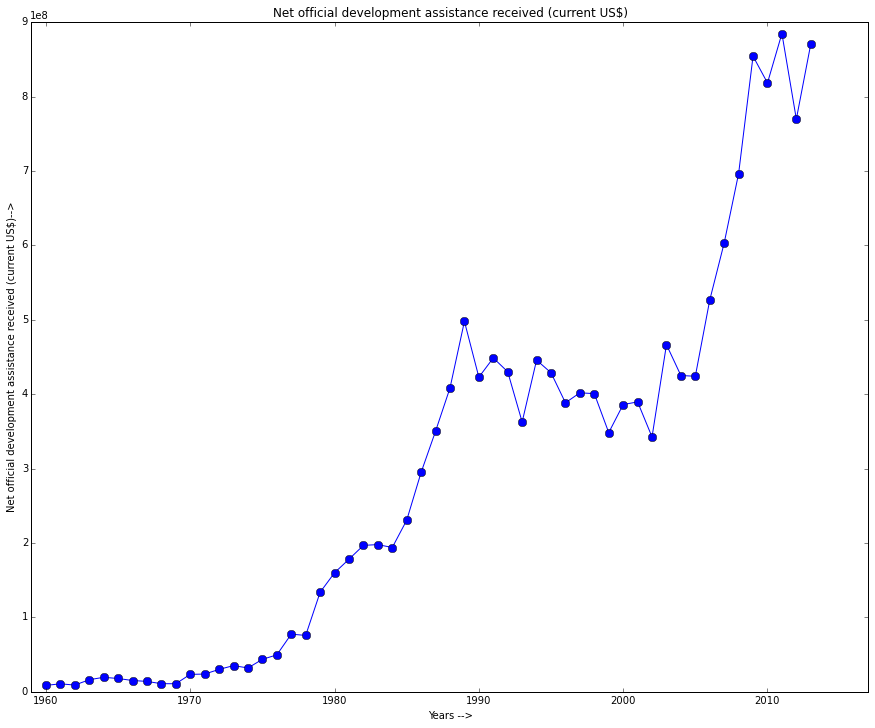 Net official development assistance received (current US$)
1e8
9
8
7
6
5
4
3
2
1
0
Net official development assistance received (current US$)-->
1960 1970 1980 1990 2000 2010
Years -->